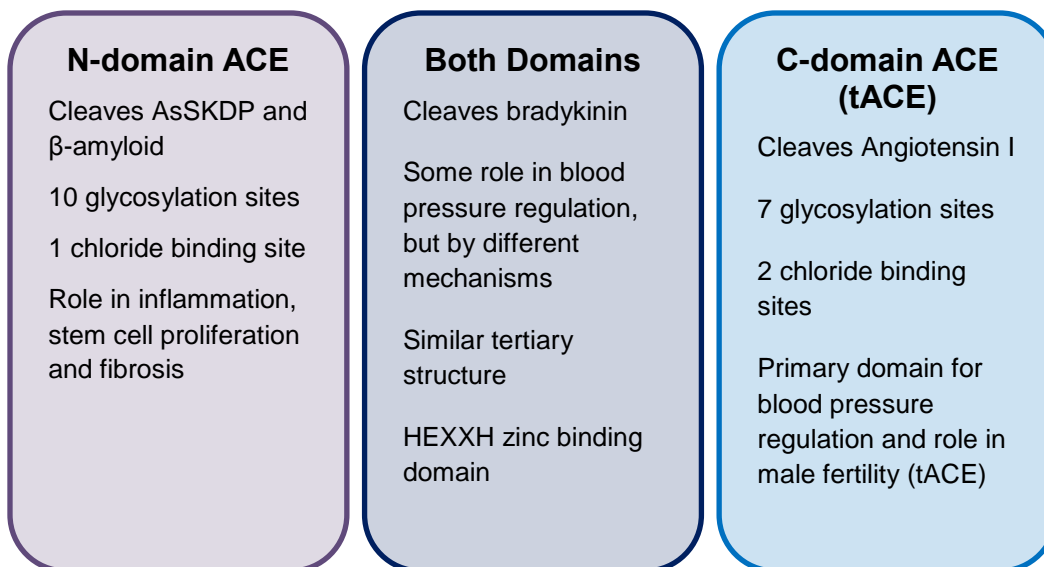 N-domain ACE
Cleaves AsSKDP and
β-amyloid
10 glycosylation sites
1 chloride binding site
Role in inflammation,
stem cell proliferation
and fibrosis
Both Domains
Cleaves bradykinin
Some role in blood
pressure regulation,
but by different
mechanisms
Similar tertiary
structure
HEXXH zinc binding
domain
C-domain ACE
(tACE)
Cleaves Angiotensin I
7 glycosylation sites
2 chloride binding
sites
Primary domain for
blood pressure
regulation and role in
male fertility (tACE)